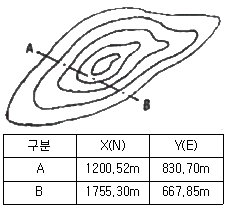 A
B
구분 X(N) Y(E)
A 1200,52m 830,70m
B 1755,30m 667,85m